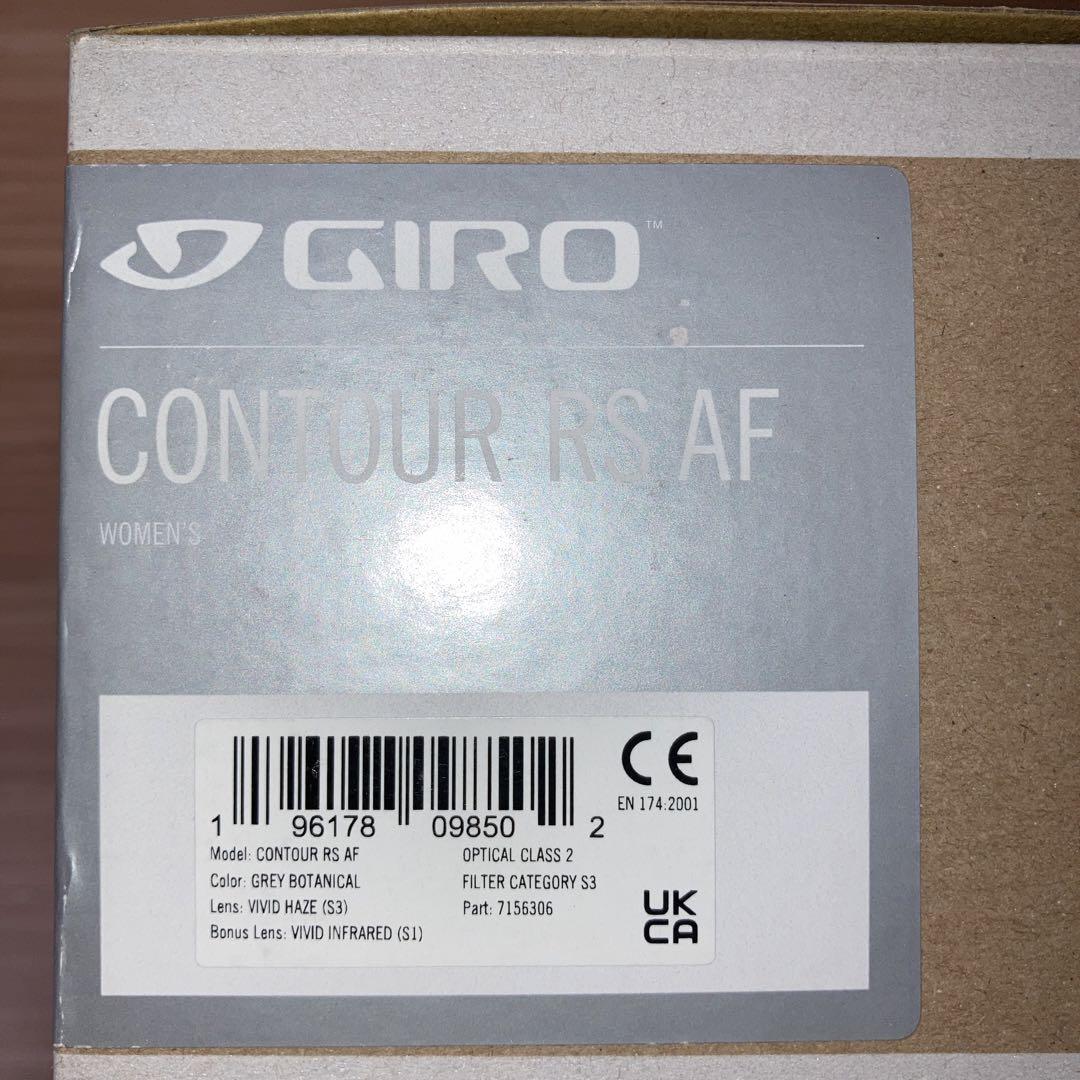 GIRO™
CONTOUR RS AF
WOMEN'S
1 96178 09850 2
CE
EN 174:2001
Model: CONTOUR RS AF
OPTICAL CLASS 2
Color: GREY BOTANICAL
FILTER CATEGORY S3
Lens: VIVID HAZE (S3)
Part: 7156306
Bonus Lens: VIVID INFRARED (S1)
UK
CA